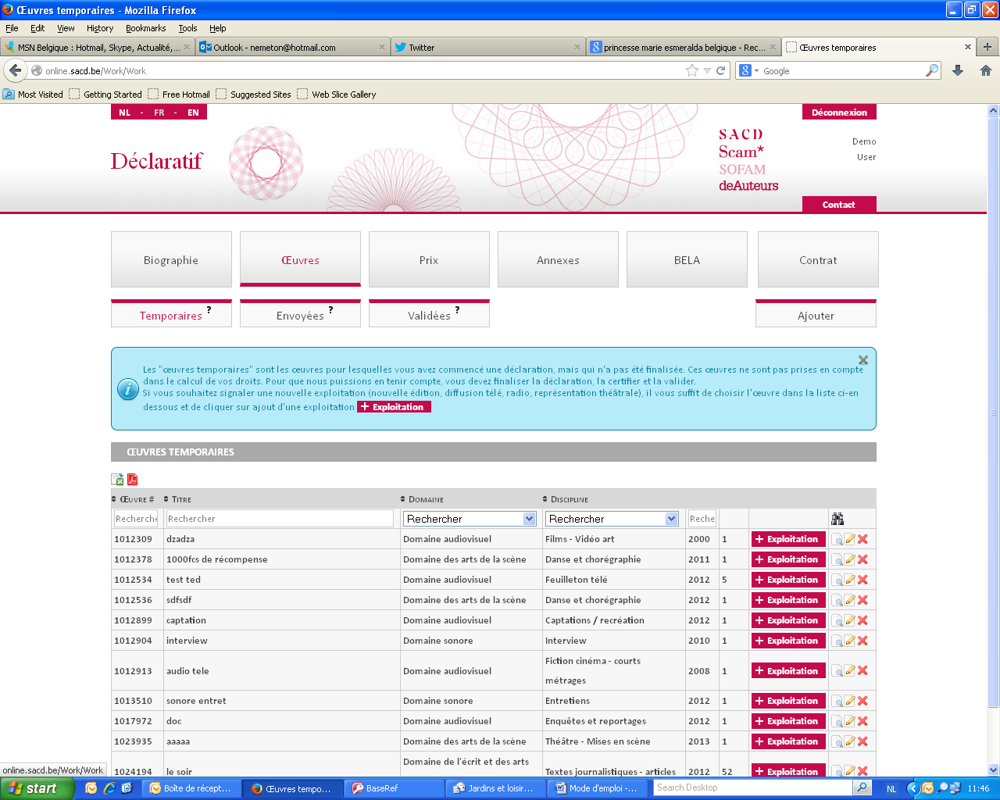 Œuvres temporaires - Mozilla Firefox
File Edit View History Bookmarks Tools Help
MSN Belgique : Hotmail, Skype, Actualité,...
Outlook - nemeton@hotmail.com
Twitter
princesse marie esmeralda belgique - Rec...
Œuvres temporaires
online.sacd.be/Work/Work
Google
Most Visited Getting Started Free Hotmail Suggested Sites Web Slice Gallery
NL - FR - EN
Déconnexion
Déclaratif
SACD
Scam*
SOFAM
deAuteurs
Demo
User
Contact
Biographie Œuvres Prix Annexes BELA Contrat
Temporaires ? Envoyées ? Validées ? Ajouter
Les "œuvres temporaires" sont les œuvres pour lesquelles vous avez commencé une déclaration, mais qui n'a pas été finalisée. Ces œuvres ne sont pas prises en compte
dans le calcul de vos droits. Pour que nous puissions en tenir compte, vous devez finaliser la déclaration, la certifier et la valider.
Si vous souhaitez signaler une nouvelle exploitation (nouvelle édition, diffusion télé, radio, représentation théâtrale), il vous suffit de choisir l'œuvre dans la liste ci-en
dessous et de cliquer sur ajout d'une exploitation + Exploitation
ŒUVRES TEMPORAIRES
Œuvre # Titre Domaine Discipline
Recherche Rechercher Rechercher Rechercher Reche
1012309 dzadza Domaine audiovisuel Films - Vidéo art 2000 1 + Exploitation
1012378 1000fcs de récompense Domaine des arts de la scène Danse et chorégraphie 2011 1 + Exploitation
1012534 test ted Domaine audiovisuel Feuilleton télé 2012 5 + Exploitation
1012536 sdfsdf Domaine des arts de la scène Danse et chorégraphie 2012 1 + Exploitation
1012899 captation Domaine audiovisuel Captations / recréation 2012 1 + Exploitation
1012904 interview Domaine sonore Interview 2010 1 + Exploitation
1012913 audio tele Domaine audiovisuel Fiction cinéma - courts
métrages 2008 1 + Exploitation
1013510 sonore entret Domaine sonore Entretiens 2012 1 + Exploitation
1017972 doc Domaine audiovisuel Enquêtes et reportages 2012 1 + Exploitation
1023935 aaaaa Domaine des arts de la scène Théâtre - Mises en scène 2013 1 + Exploitation
Domaine de l'écrit et des arts
1024194 le soir Textes journalistiques - articles 2012 52 + Exploitation
online.sacd.be/Work/Work
start
Boîte de récept...
Œuvres tempo...
BaseRef
Jardins et loisir...
Mode d'emploi -...
Search Desktop
NL
11:46